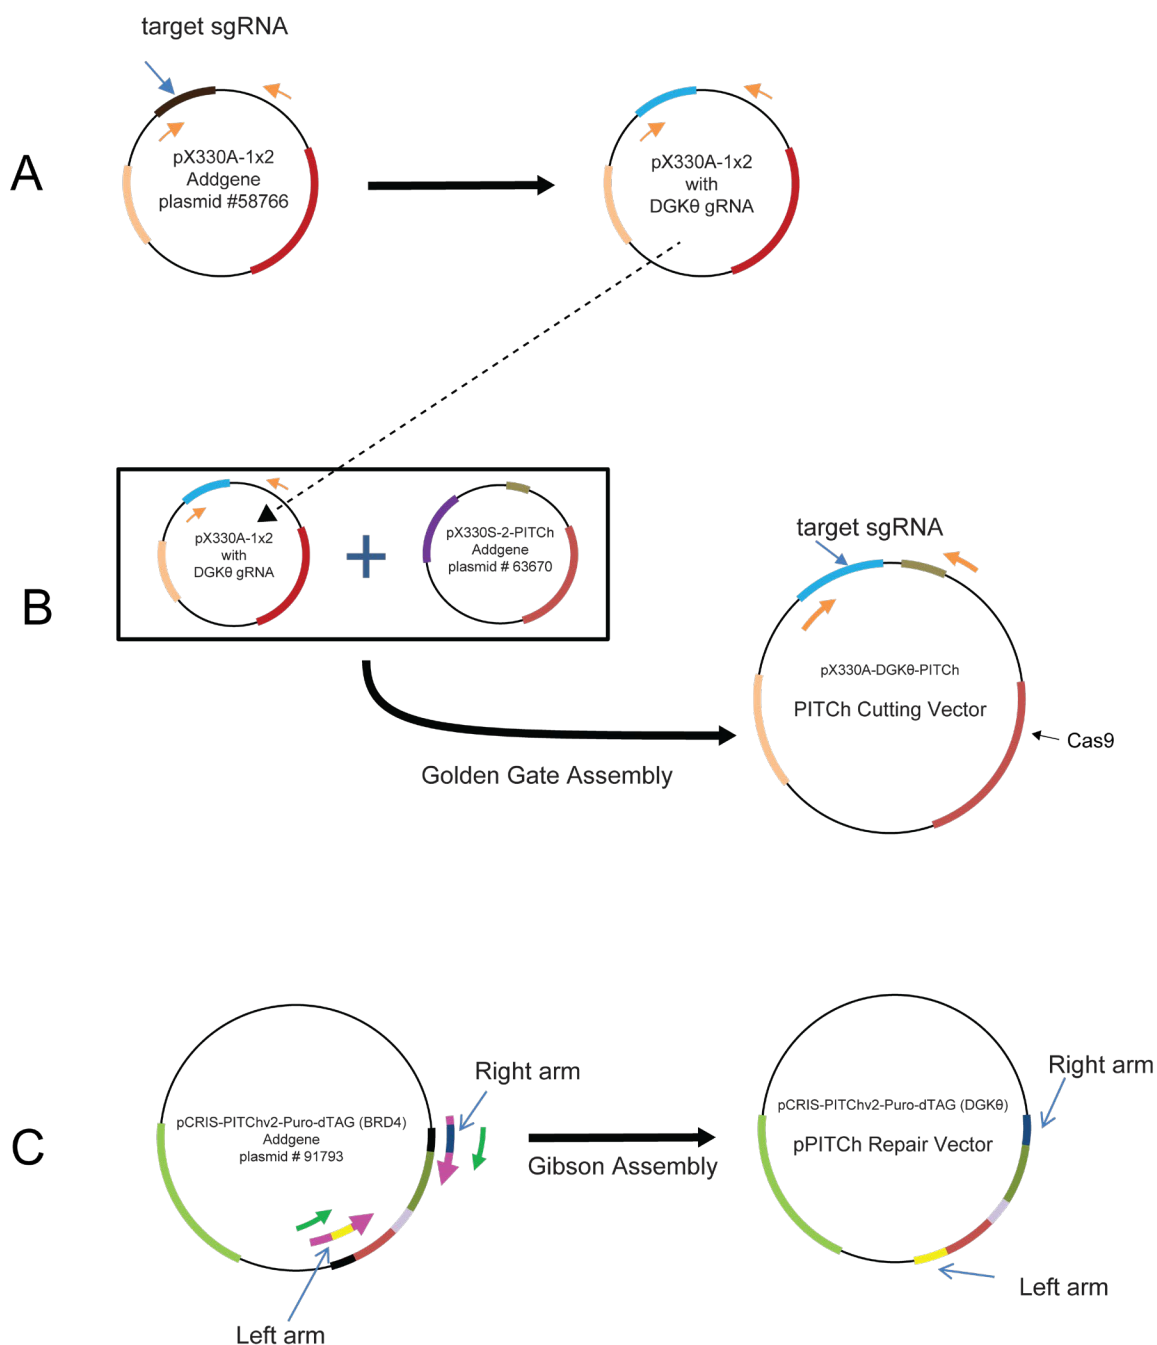 target sgRNA
A
pX330A-1x2
Addgene
plasmid #58766
pX330A-1x2
with
DGKθ gRNA
B
pX330A-1x2
with
DGKθ gRNA
pX330S-2-PITCh
Addgene
plasmid # 63670
target sgRNA
pX330A-DGKθ-PITCh
PITCh Cutting Vector
Cas9
Golden Gate Assembly
C
pCRIS-PITChv2-Puro-dTAG (BRD4)
Addgene
plasmid # 91793
Right arm
Left arm
Gibson Assembly
pCRIS-PITChv2-Puro-dTAG (DGKθ)
pPITCh Repair Vector
Right arm
Left arm